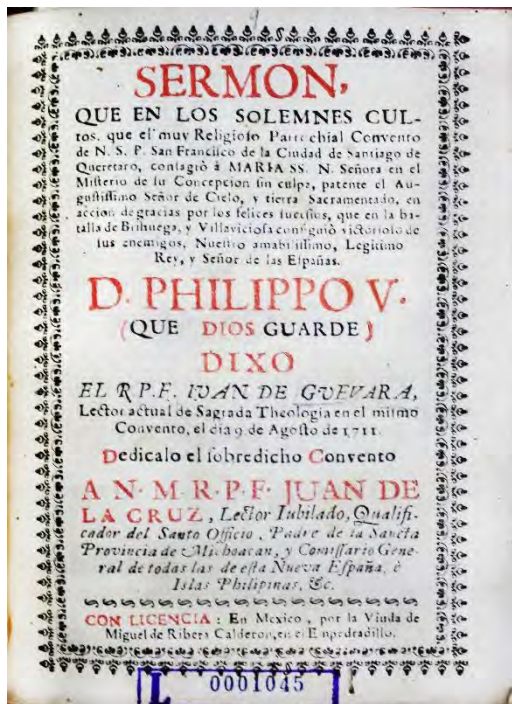 SERMON,
QUE EN LOS SOLEMNES CUL-
tos, que el muy Religioso Parrochial Convento
de N. S. P. San Francisco de la Ciudad de Santiago de
Queretaro, consagrò à MARIA SS. N. Señora en el
Misterio de su Concepcion sin culpa, patente el Au-
gustissimo Señor de Cielo, y tierra Sacramentado, en
accion de gracias por los felices sucessos, que en la ba-
talla de Brihuega, y Villaviciosa consiguiò victorioso de
sus enemigos, Nuestro amabilissimo, Legitimo
Rey, y Señor de las Españas.
D. PHILIPPO V.
(QUE DIOS GUARDE)
DIXO
EL R P. F. IVAN DE GVEVARA,
Lector actual de Sagrada Theologia en el mismo
Convento, el dia 9 de Agosto de 1711
Dedicalo el sobredicho Convento
A N. M. R. P. F. JUAN DE
LA CRUZ, Lector Iubilado, Qualifi-
cador del Santo Officio, Padre de la Sancta
Provincia de Michoacan, y Comissario Gene-
ral de todas las de esta Nueva España, è
Islas Philipinas, &c.
CON LICENCIA: En Mexico, por la Viuda de
Miguel de Ribera Calderon, en el Empedradillo.
L 0001045